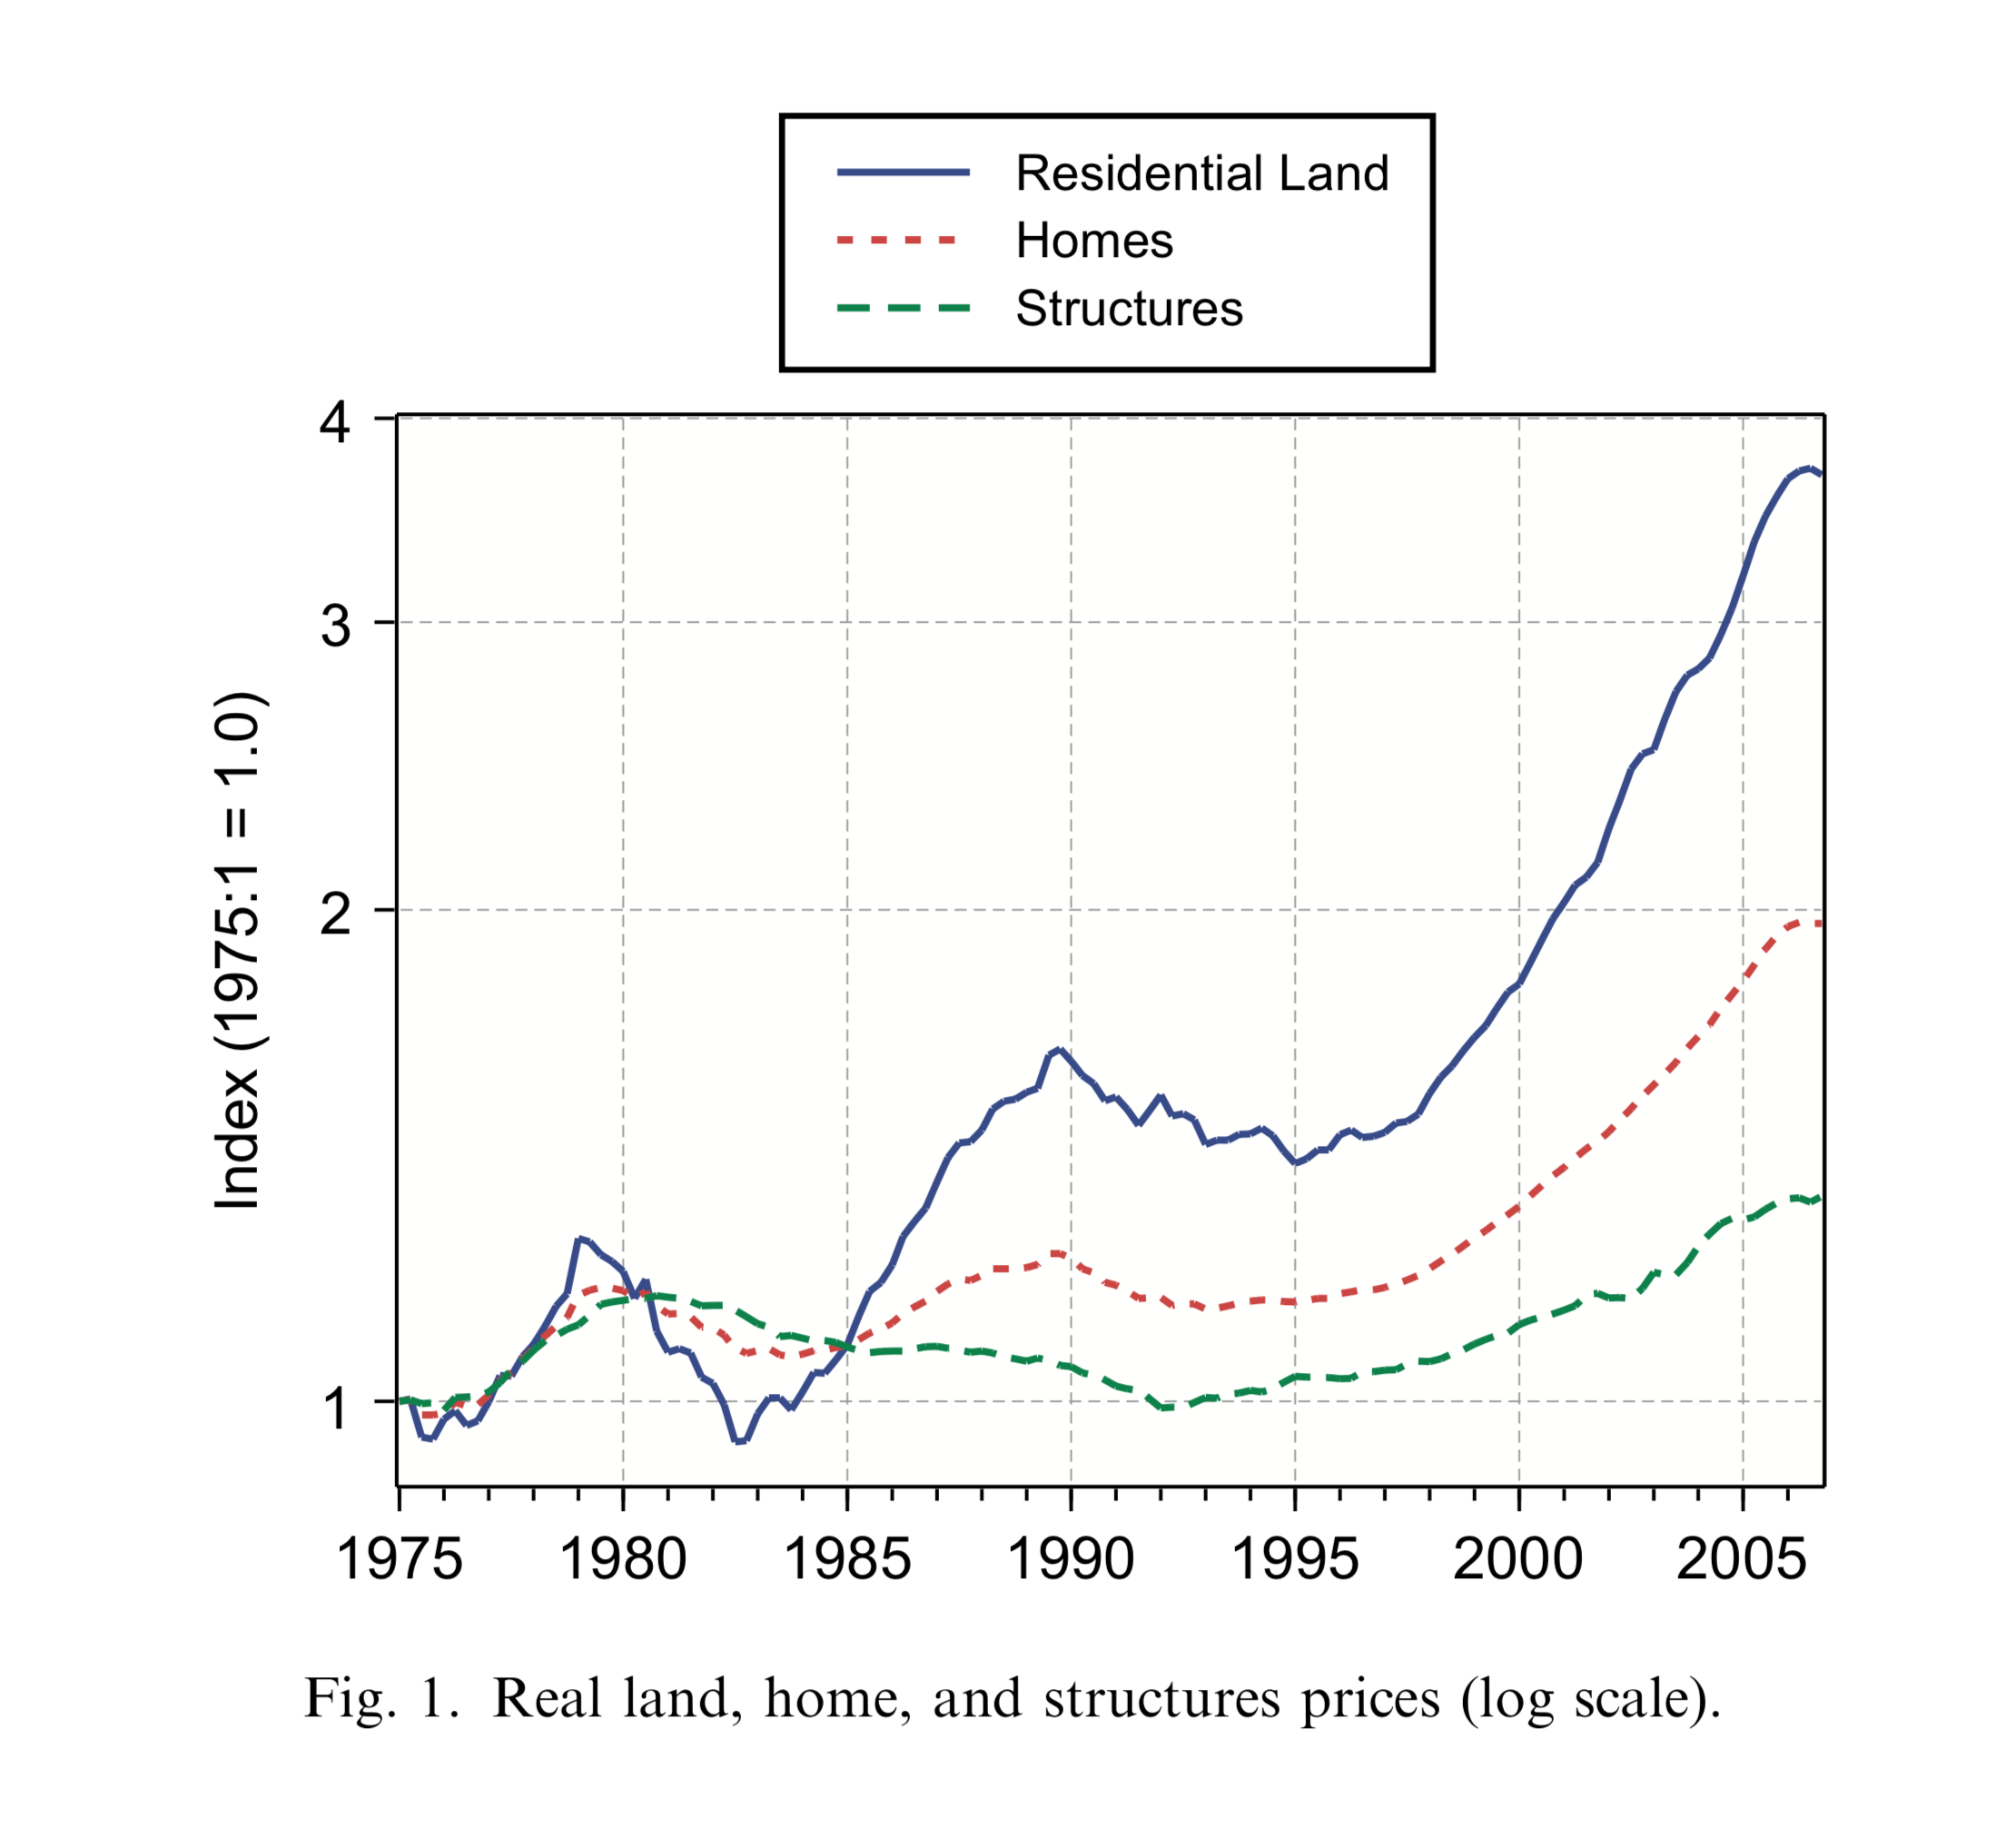 Residential Land
Homes
Structures
Index (1975:1 = 1.0)
4
3
2
1
1975 1980 1985 1990 1995 2000 2005
Fig. 1. Real land, home, and structures prices (log scale).